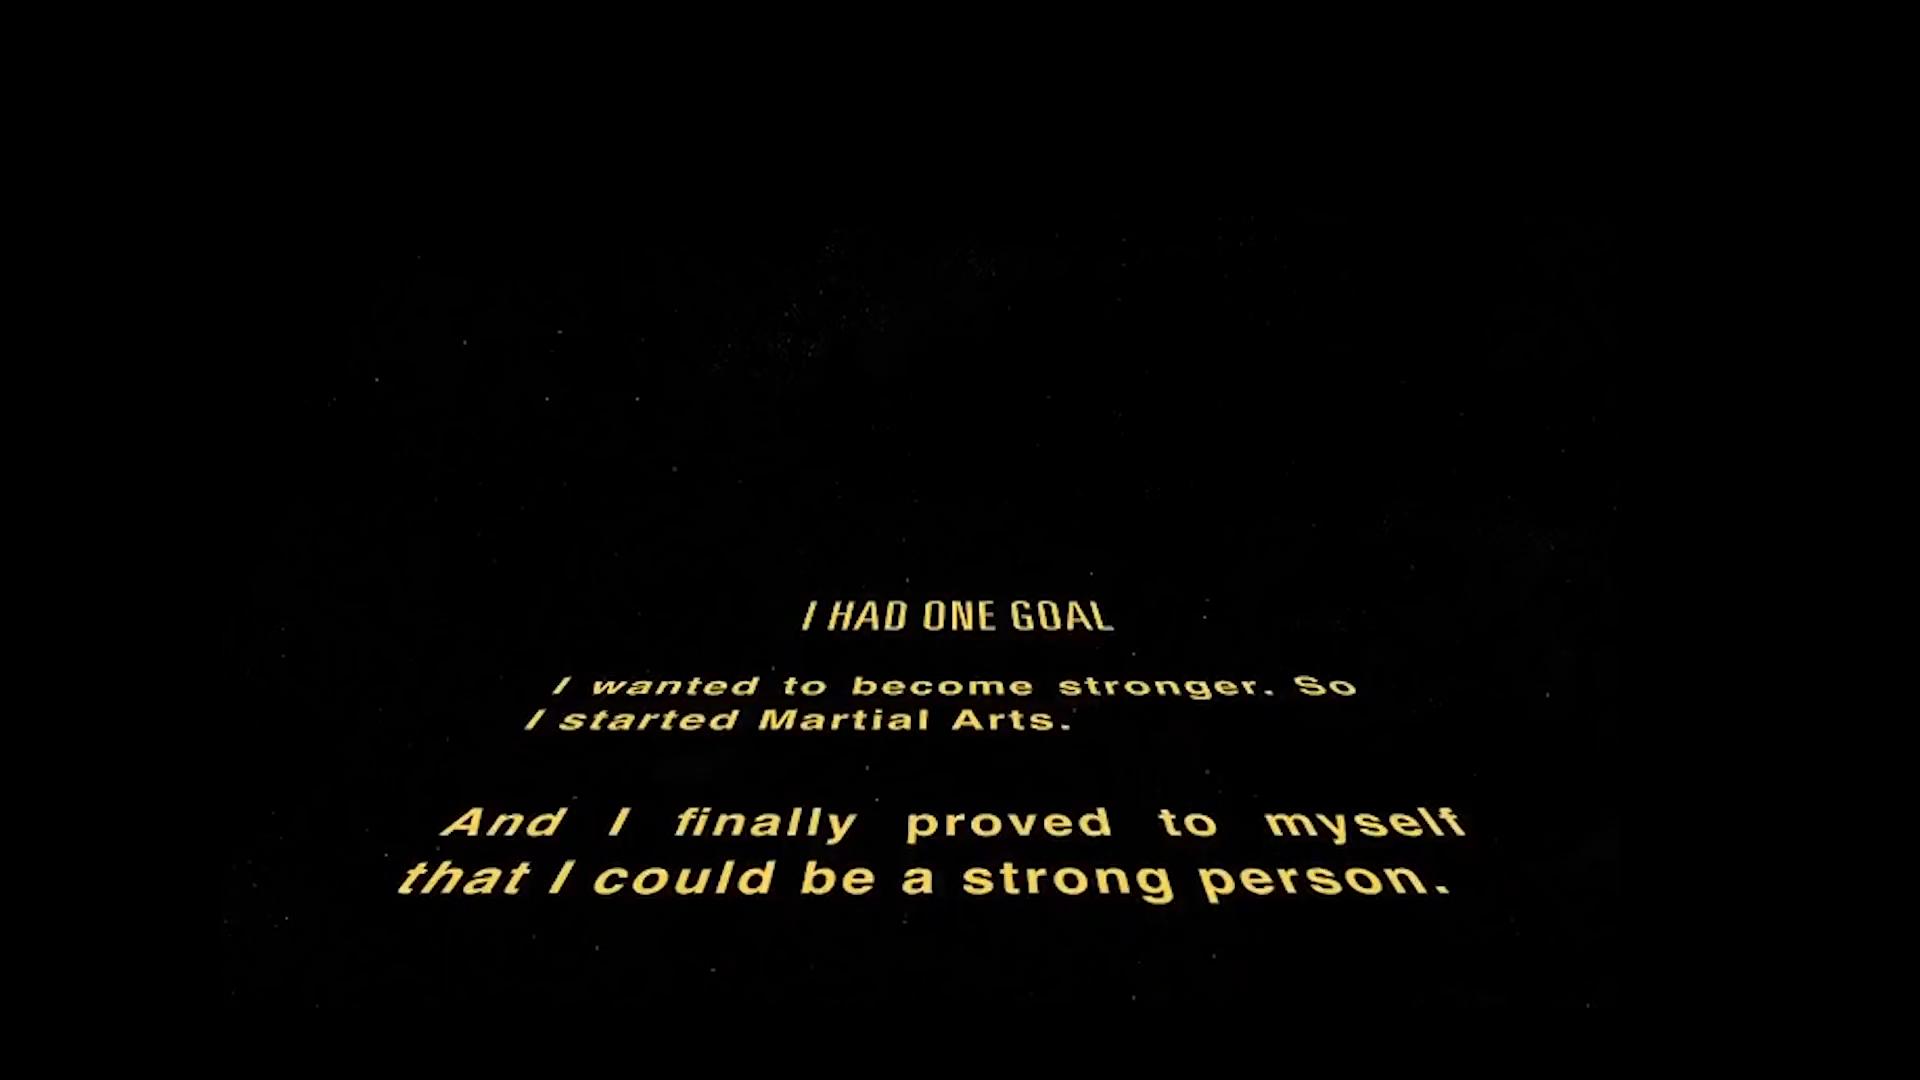 I HAD ONE GOAL
I wanted to become stronger. So
I started Martial Arts.
And I finally proved to myself
that I could be a strong person.